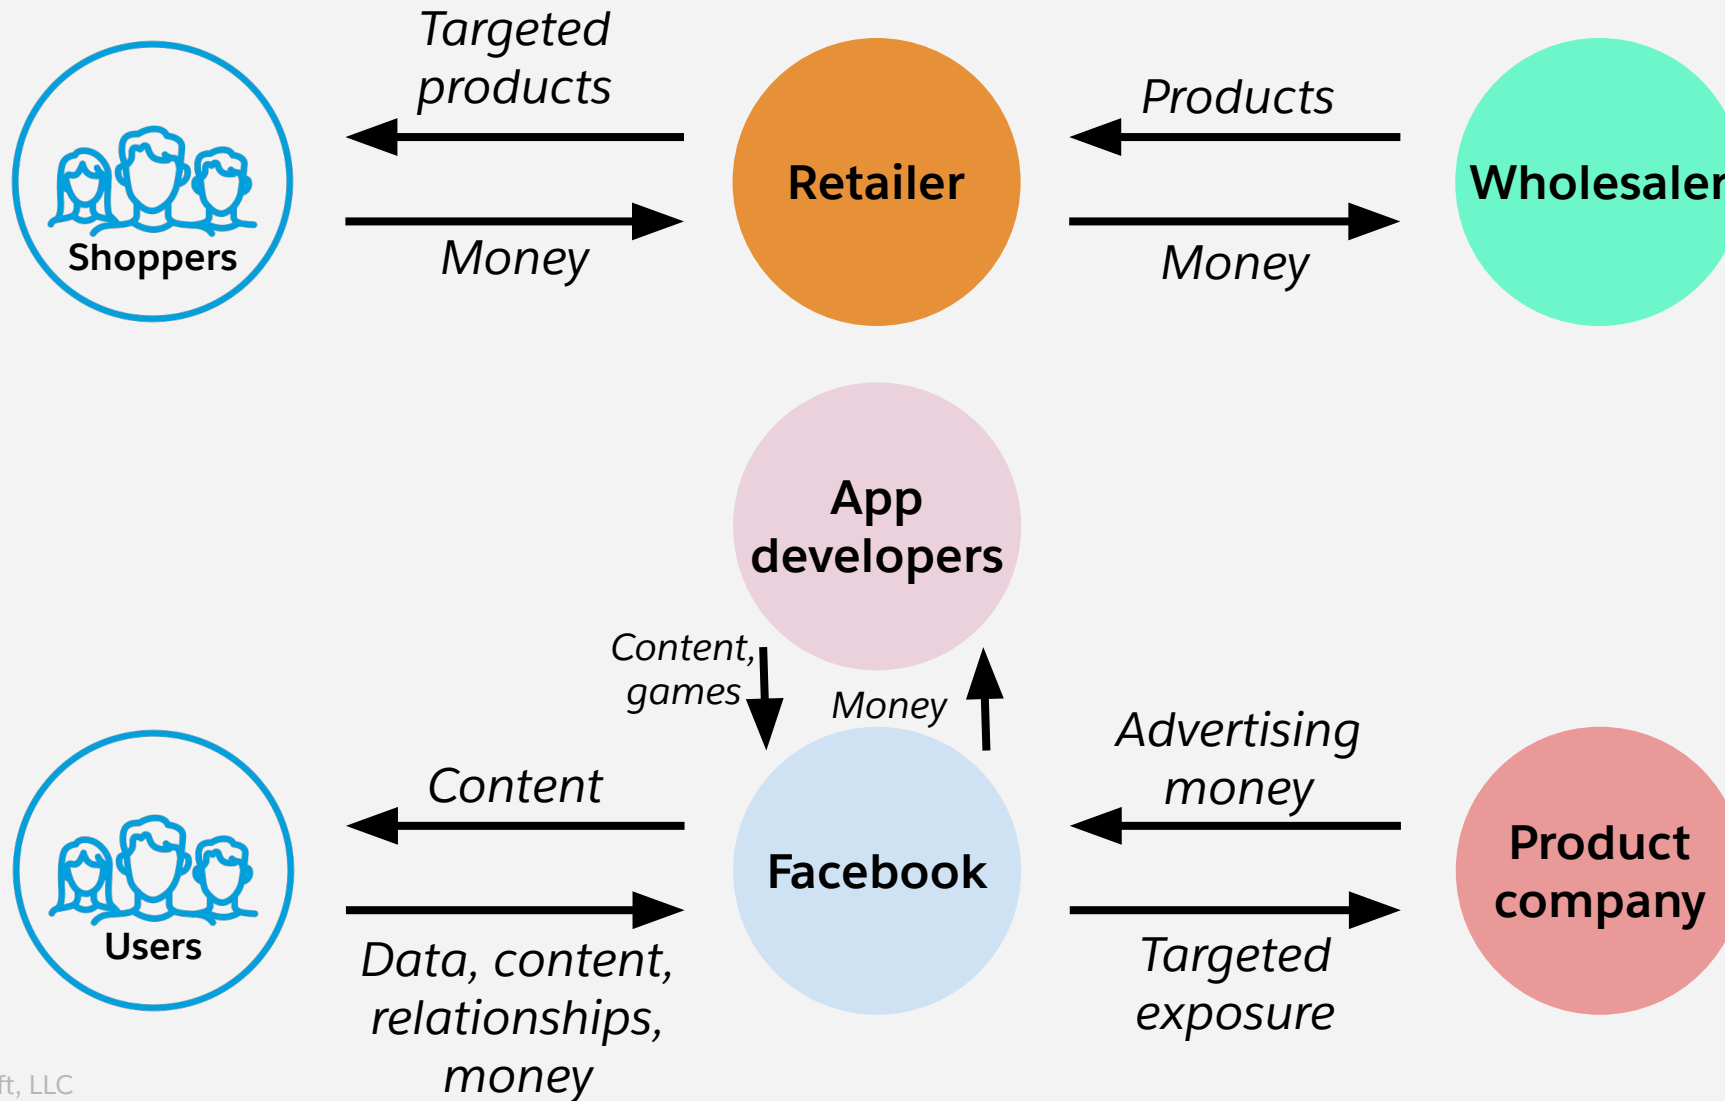 Targeted
products
Products
Retailer
Wholesaler
Shoppers
Money
Money
App
developers
Content,
games
Money
Advertising
money
Content
Facebook
Product
company
Users
Data, content,
relationships,
money
Targeted
exposure
ft, LLC